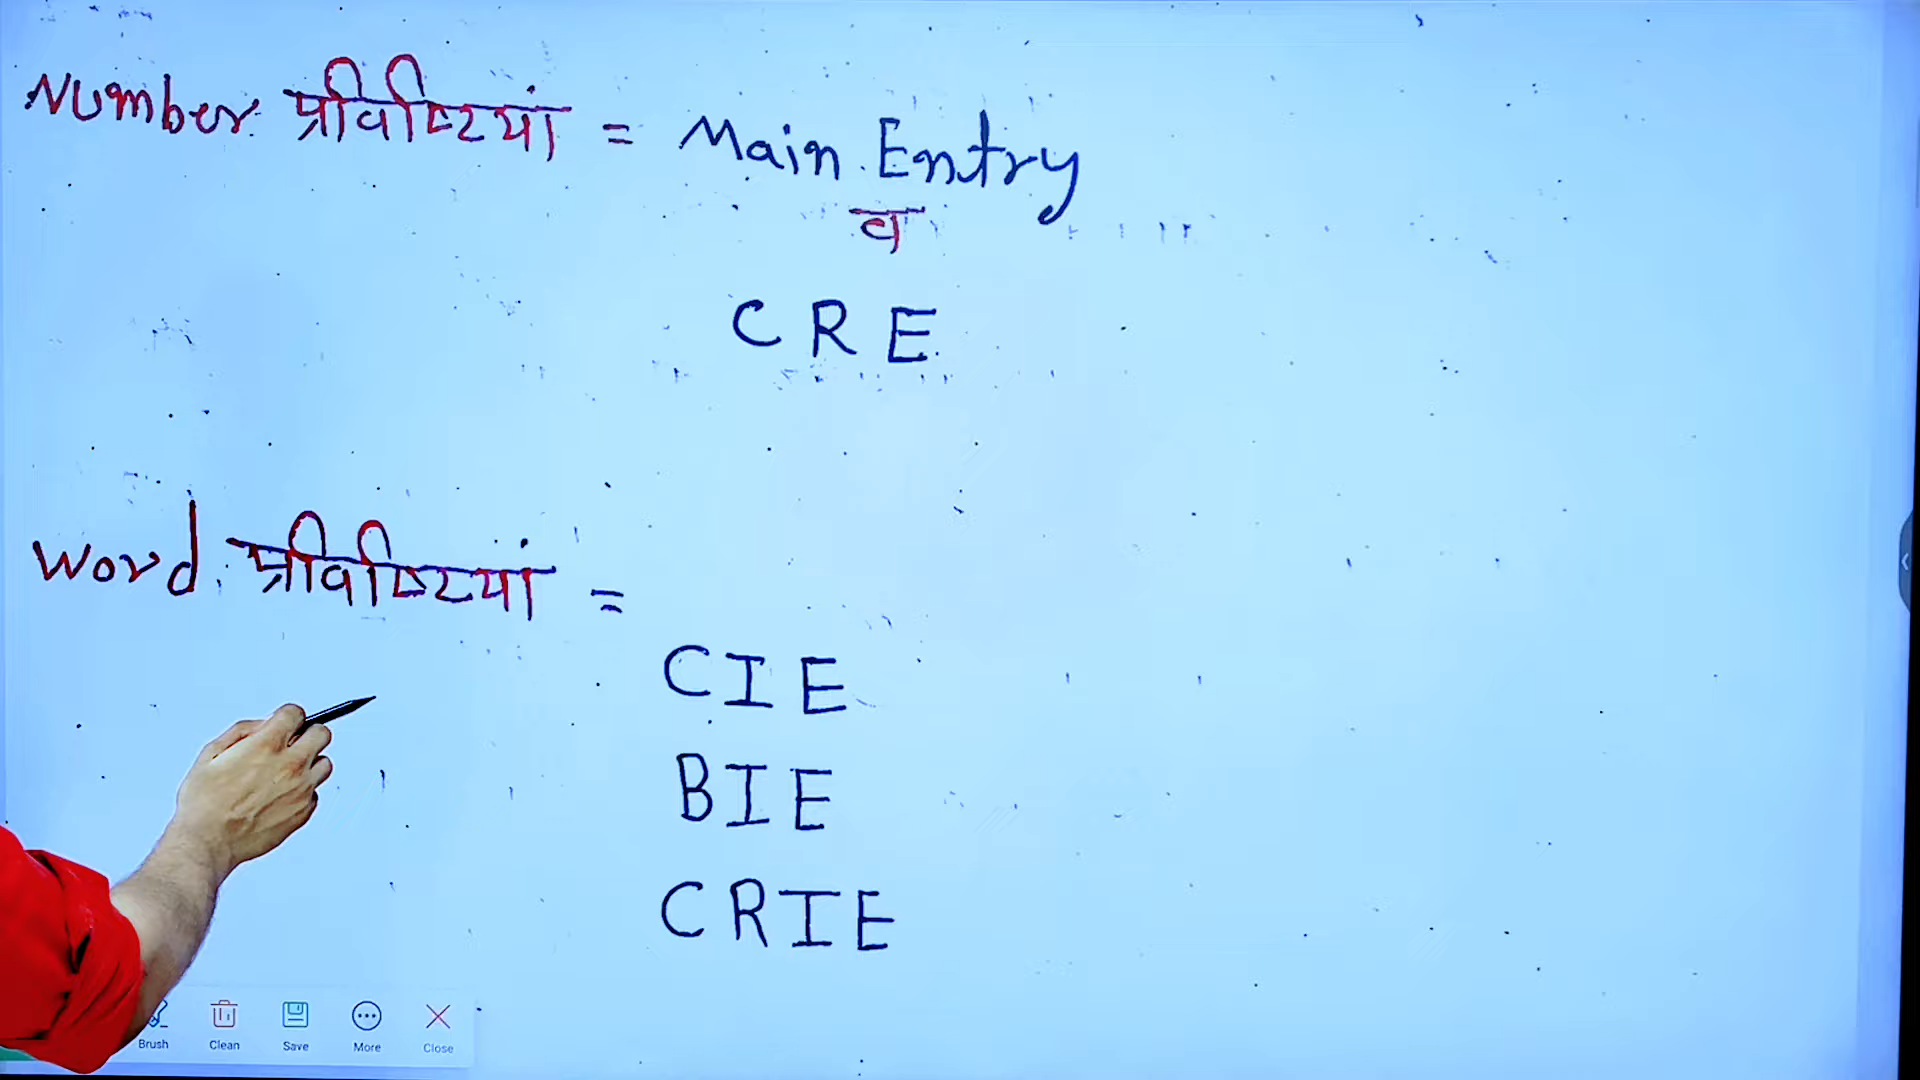 Number प्रविष्टियां = Main Entry
व
CRE
Word प्रविष्टियां =
CIE
BIE
CRIE
Brush Clean Save More Close